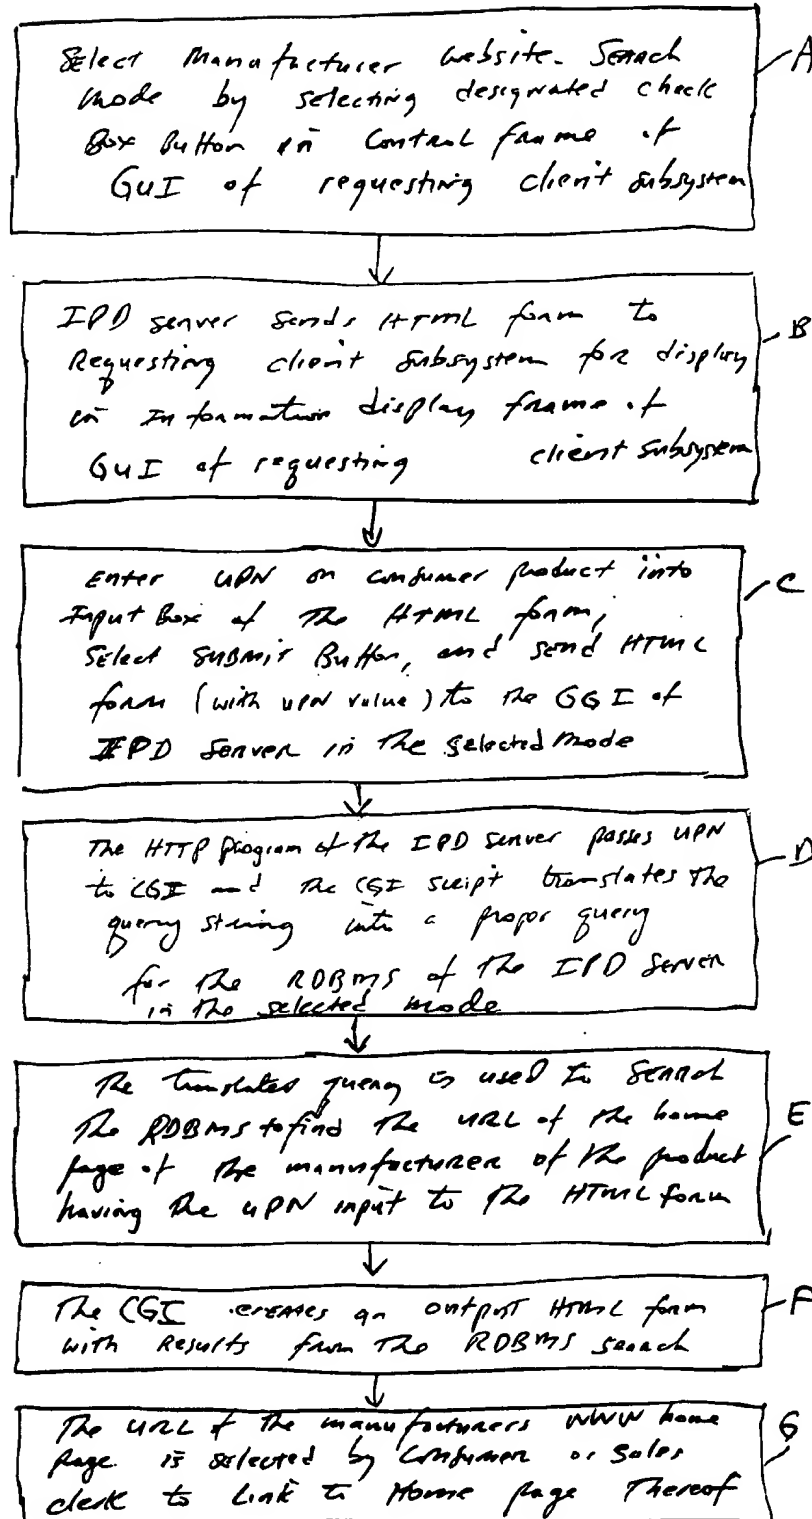 Select Manufacturer Website Search
mode by selecting designated check
Box Button in Control frame of
GUI of requesting client subsystem
A
IPD server sends HTML form to
Requesting client subsystem for display
in Information display frame of
GUI of requesting client subsystem
B
Enter UPN on consumer product into
Input Box of the HTML form,
Select SUBMIT Button, and send HTML
form (with UPN value) to the GGI of
IPD Server in the selected mode
C
The HTTP program of the IPD server passes UPN
to CGI and the CGI script translates the
query string into a proper query
for the RDBMS of the IPD Server
in the selected mode
D
The translated query is used to Search
the RDBMS to find the URL of the home
page of the manufacturer of the product
having the UPN input to the HTML form
E
The CGI creates an output HTML form
with Results from the RDBMS search
F
The URL of the manufacturers WWW home
page is selected by Consumer or Sales
clerk to Link to Home page Thereof
G